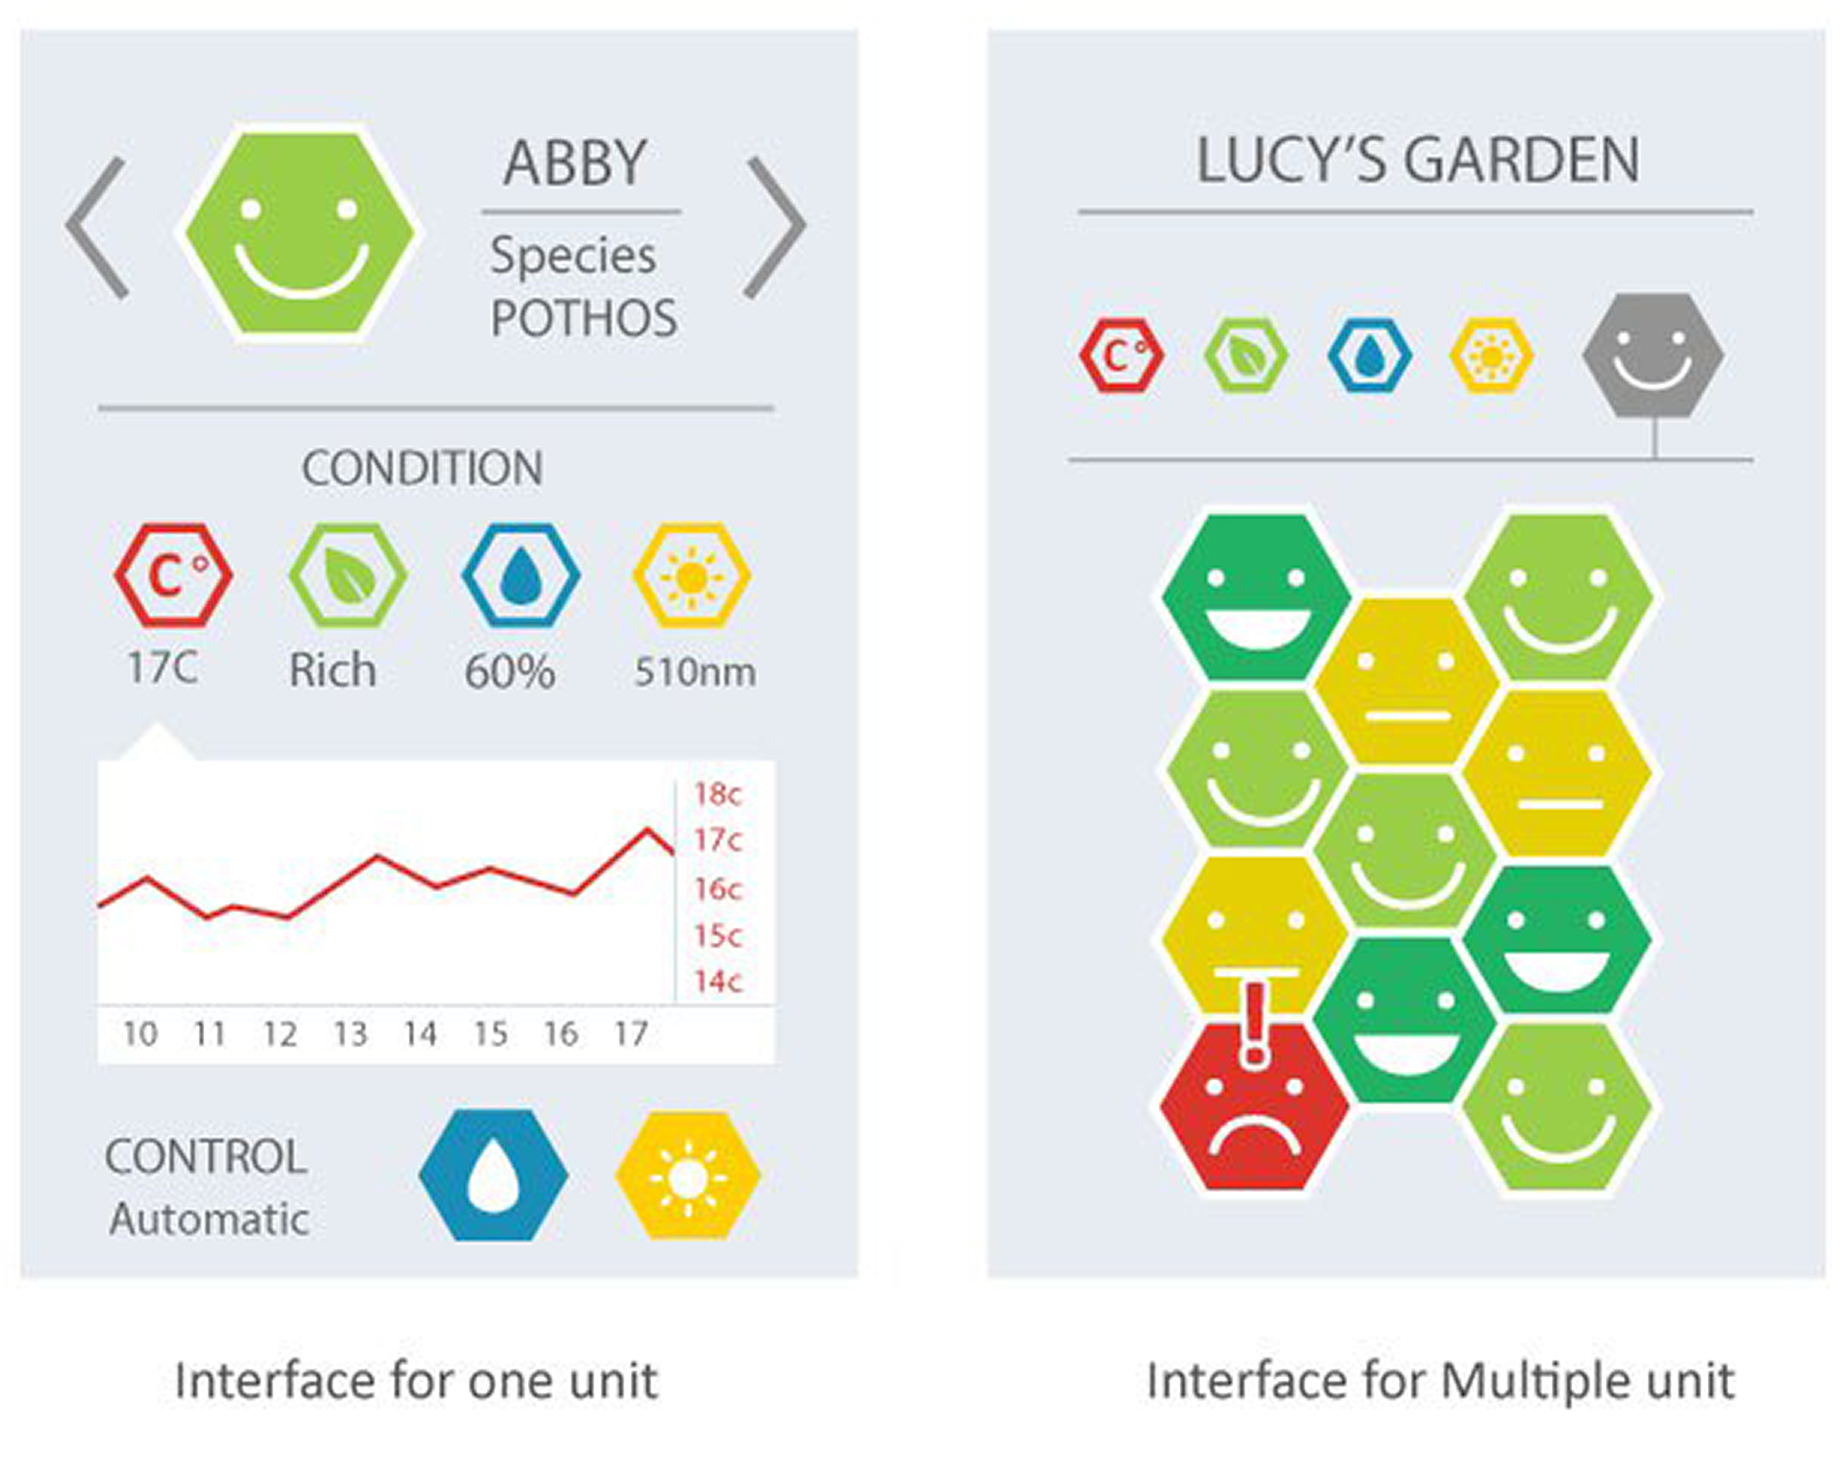 ABBY
Species
POTHOS
CONDITION
C°
17C
Rich
60%
510nm
18c
17c
16c
15c
14c
10 11 12 13 14 15 16 17
CONTROL
Automatic
Interface for one unit
LUCY'S GARDEN
C°
!
Interface for Multiple unit